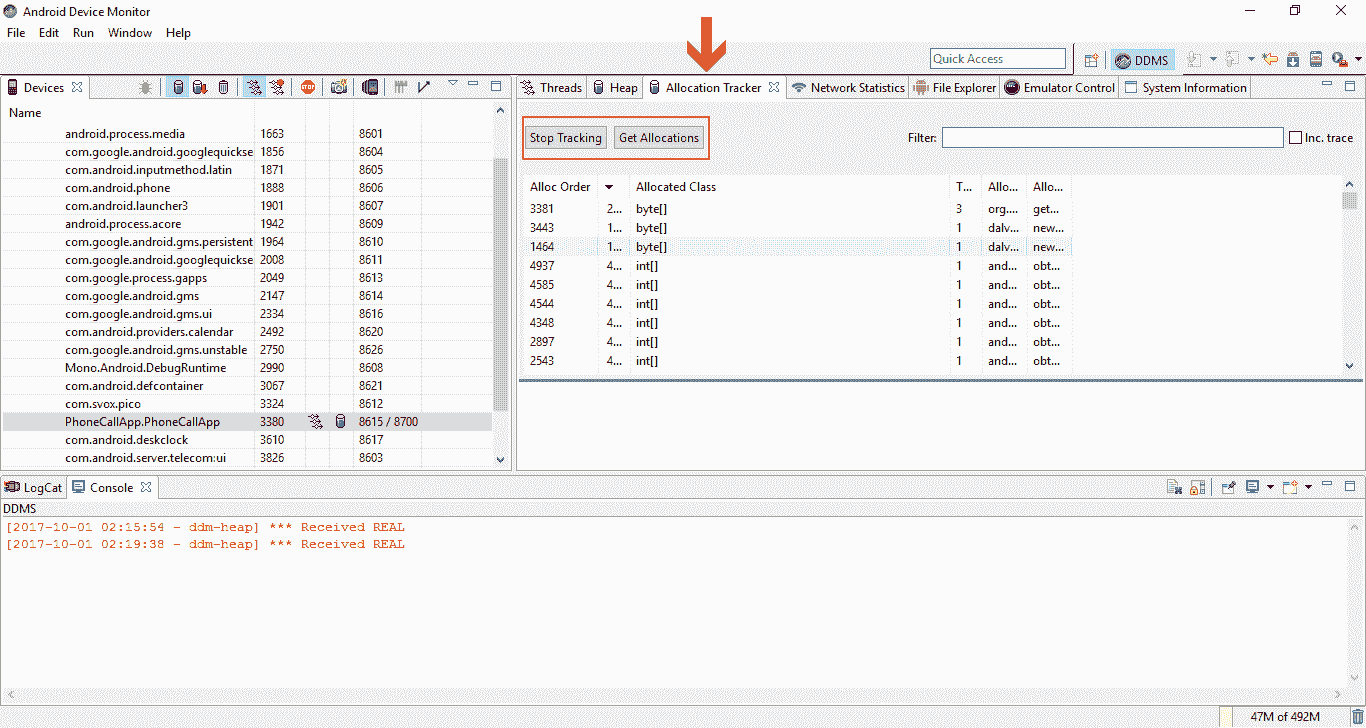 Android Device Monitor
File Edit Run Window Help
Quick Access
DDMS
Devices
Name
android.process.media 1663 8601
com.google.android.googlequickse 1856 8604
com.android.inputmethod.latin 1871 8605
com.android.phone 1888 8606
com.android.launcher3 1901 8607
android.process.acore 1942 8609
com.google.android.gms.persistent 1964 8610
com.google.android.googlequickse 2008 8611
com.google.process.gapps 2049 8613
com.google.android.gms 2147 8614
com.google.android.gms.ui 2334 8616
com.android.providers.calendar 2492 8620
com.google.android.gms.unstable 2750 8626
Mono.Android.DebugRuntime 2990 8608
com.android.defcontainer 3067 8621
com.svox.pico 3324 8612
PhoneCallApp.PhoneCallApp 3380 8615 / 8700
com.android.deskclock 3610 8617
com.android.server.telecom:ui 3826 8603
Threads Heap Allocation Tracker Network Statistics File Explorer Emulator Control System Information
Stop Tracking Get Allocations Filter: Inc. trace
Alloc Order Allocated Class T... Allo... Allo...
3381 2... byte[] 3 org.... get...
3443 1... byte[] 1 dalv... new...
1464 1... byte[] 1 dalv... new...
4937 4... int[] 1 and... obt...
4585 4... int[] 1 and... obt...
4544 4... int[] 1 and... obt...
4348 4... int[] 1 and... obt...
2897 4... int[] 1 and... obt...
2543 4... int[] 1 and... obt...
LogCat Console
DDMS
[2017-10-01 02:15:54 - ddm-heap] *** Received REAL
[2017-10-01 02:19:38 - ddm-heap] *** Received REAL
47M of 492M